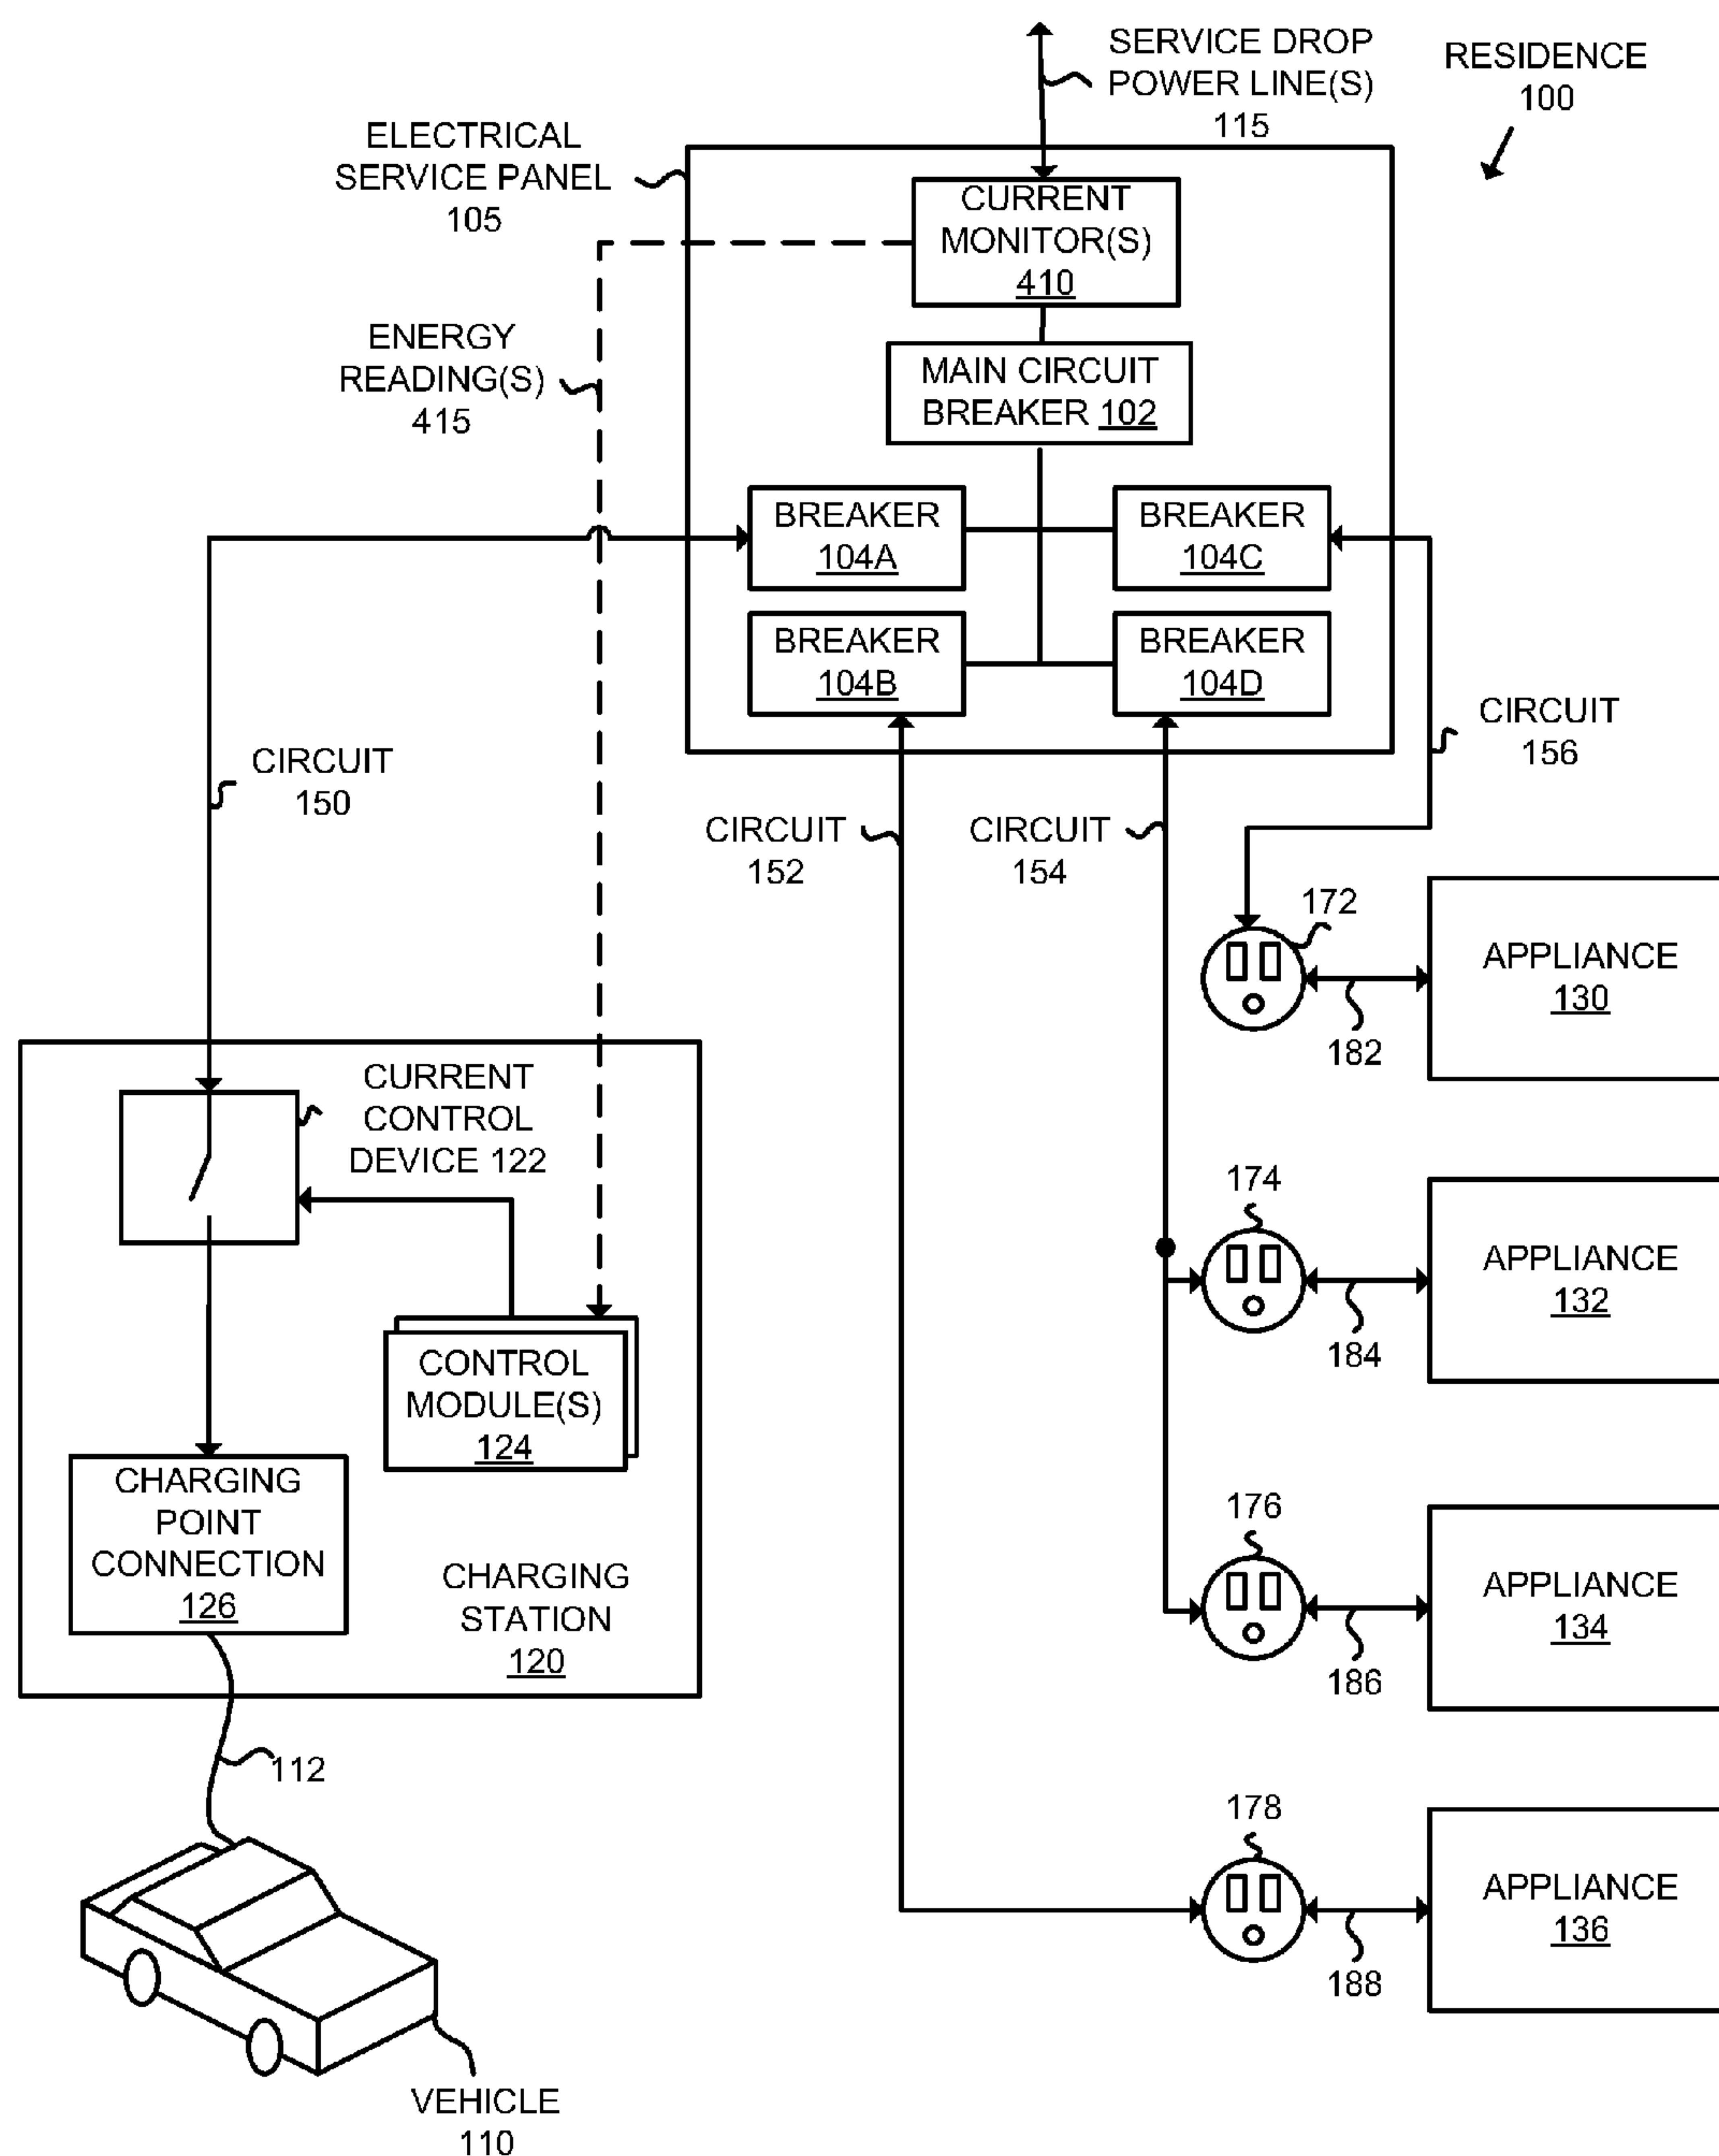 SERVICE DROP
POWER LINE(S)
115
RESIDENCE
100
ELECTRICAL
SERVICE PANEL
105
CURRENT
MONITOR(S)
410
ENERGY
READING(S)
415
MAIN CIRCUIT
BREAKER 102
BREAKER
104A
BREAKER
104C
BREAKER
104B
BREAKER
104D
CIRCUIT
150
CIRCUIT
152
CIRCUIT
154
CIRCUIT
156
172
APPLIANCE
130
182
CURRENT
CONTROL
DEVICE 122
174
APPLIANCE
132
184
CONTROL
MODULE(S)
124
CHARGING
POINT
CONNECTION
126
CHARGING
STATION
120
176
APPLIANCE
134
186
112
178
APPLIANCE
136
188
VEHICLE
110